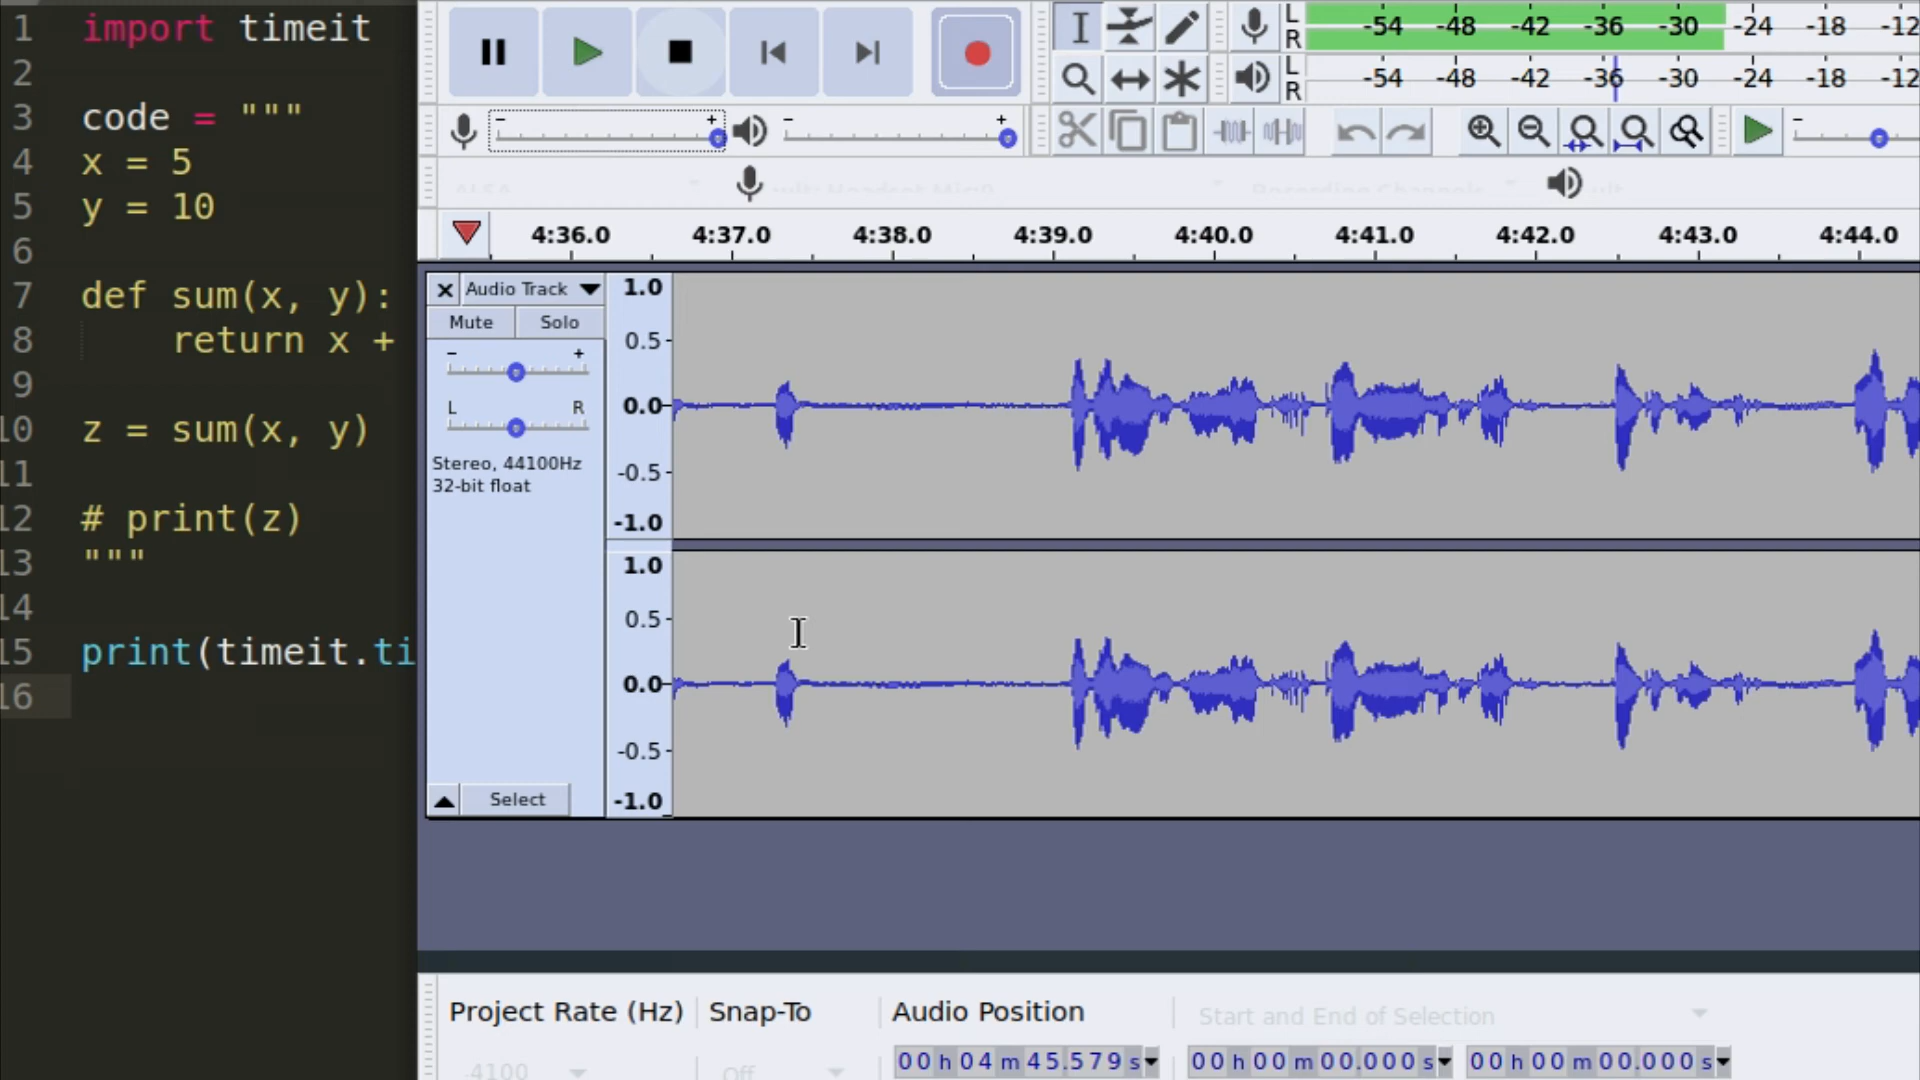 1 import timeit
2
3 code = """
4 x = 5
5 y = 10
6
7 def sum(x, y):
8 return x +
9
10 z = sum(x, y)
11
12 # print(z)
13 """
14
15 print(timeit.ti
16
L
R
-54 -48 -42 -36 -30 -24 -18 -12
L
R
-54 -48 -42 -36 -30 -24 -18 -12
- +
- +
-
ALSA
Recording Channels
4:36.0 4:37.0 4:38.0 4:39.0 4:40.0 4:41.0 4:42.0 4:43.0 4:44.0
Audio Track
Mute Solo
- +
L R
Stereo, 44100Hz
32-bit float
Select
1.0
0.5
0.0
-0.5
-1.0
1.0
0.5
0.0
-0.5
-1.0
Project Rate (Hz) Snap-To Audio Position Start and End of Selection
4100 Off 00 h 04 m 45.579 s 00 h 00 m 00.000 s 00 h 00 m 00.000 s